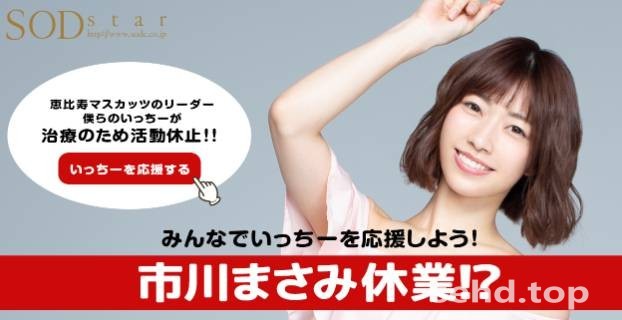 SODstar
http://www.sodc.co.jp
恵比寿マスカッツのリーダー
僕らのいっちーが
治療のため活動休止!!
いっちーを応援する
みんなでいっちーを応援しよう!
市川まさみ休業!?
sehd.top